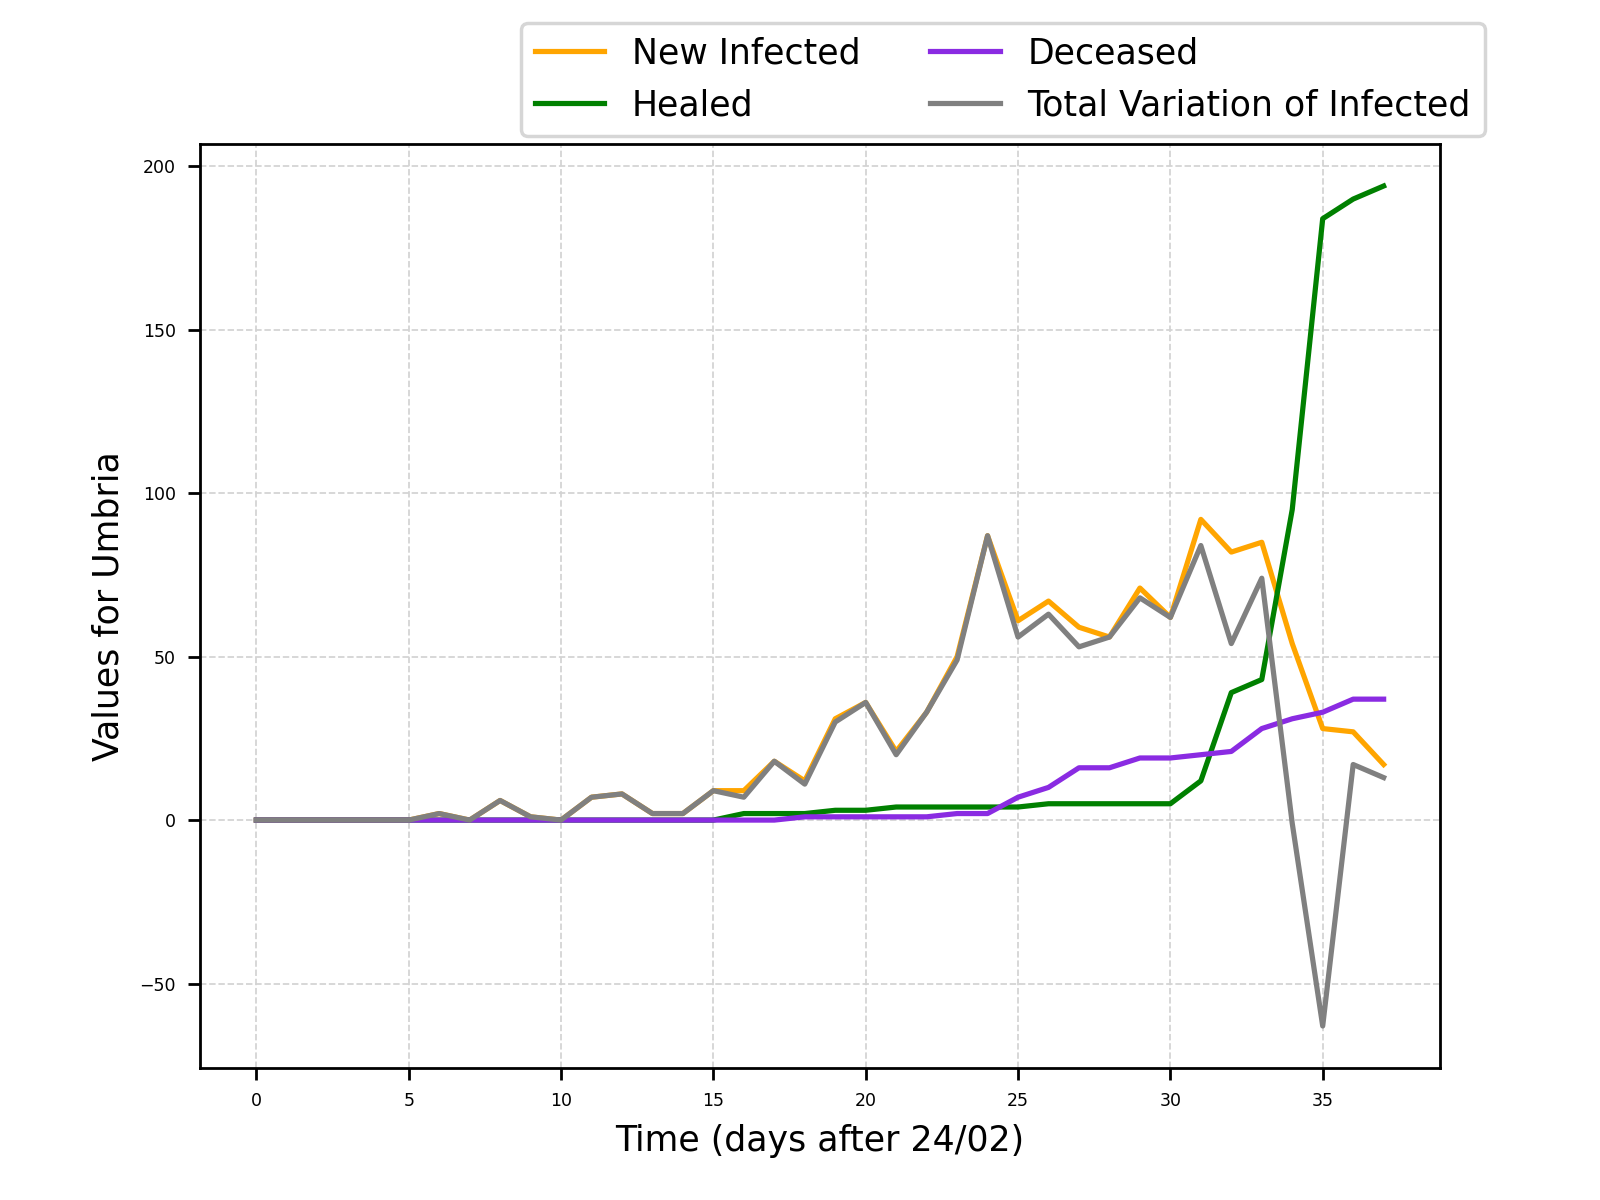 New Infected
Healed
Deceased
Total Variation of Infected
200
150
100
50
0
−50
Values for Umbria
0 5 10 15 20 25 30 35
Time (days after 24/02)